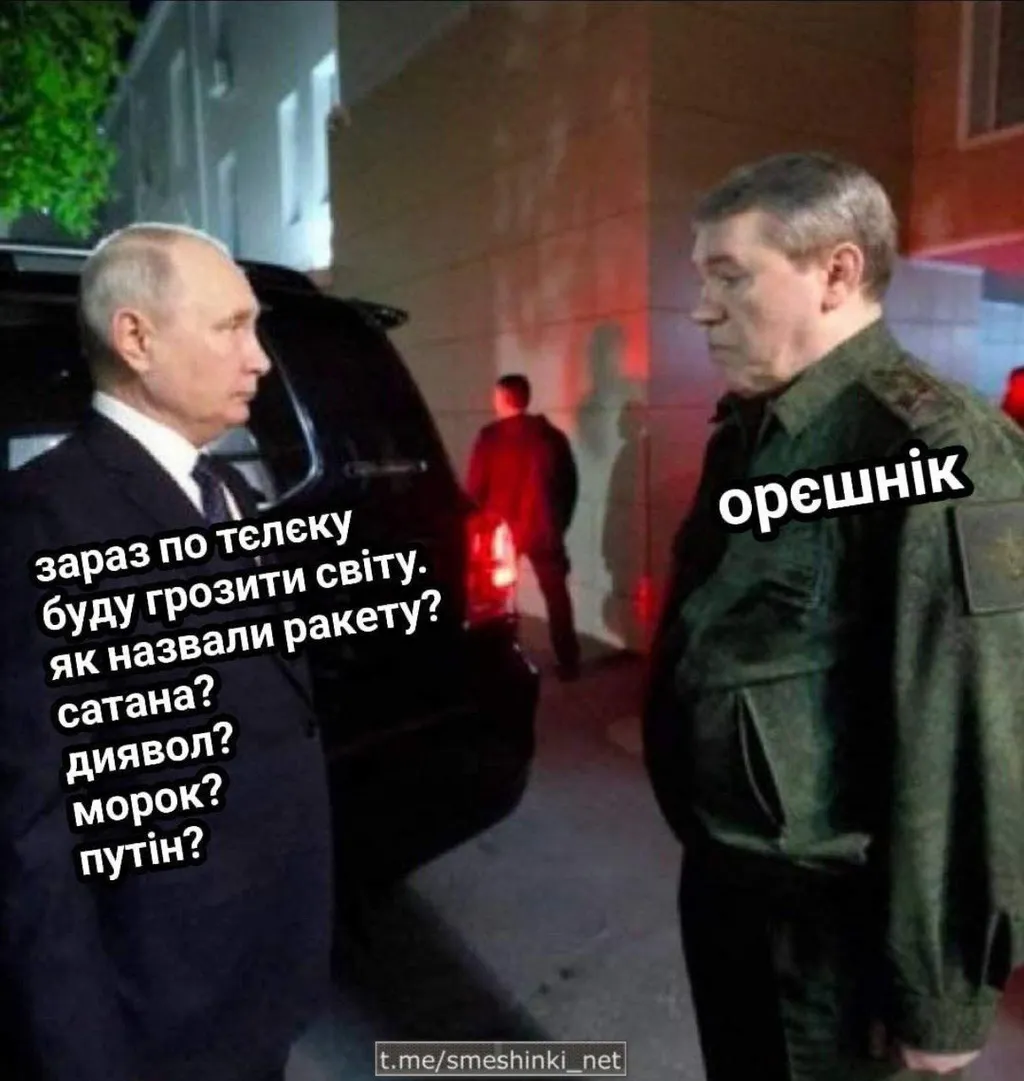 зараз по тєлєку
буду грозити світу.
як назвали ракету?
сатана?
диявол?
морок?
путін?
орєшнік
t.me/smeshinki_net